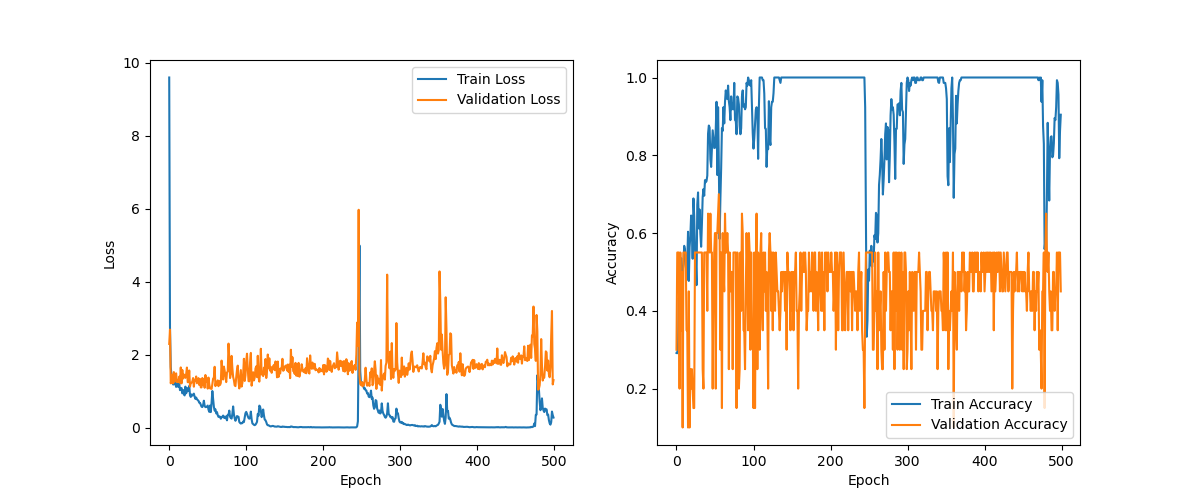 10
8
6
4
2
0
Loss
0 100 200 300 400 500
Epoch
Train Loss
Validation Loss
1.0
0.8
0.6
0.4
0.2
Accuracy
0 100 200 300 400 500
Epoch
Train Accuracy
Validation Accuracy